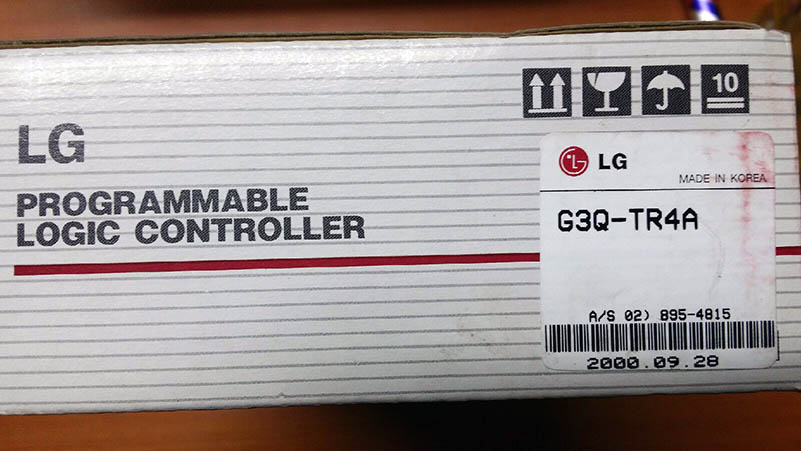 LG
PROGRAMMABLE
LOGIC CONTROLLER
10
LG
MADE IN KOREA
G3Q-TR4A
A/S 02) 895-4815
2000.09.28